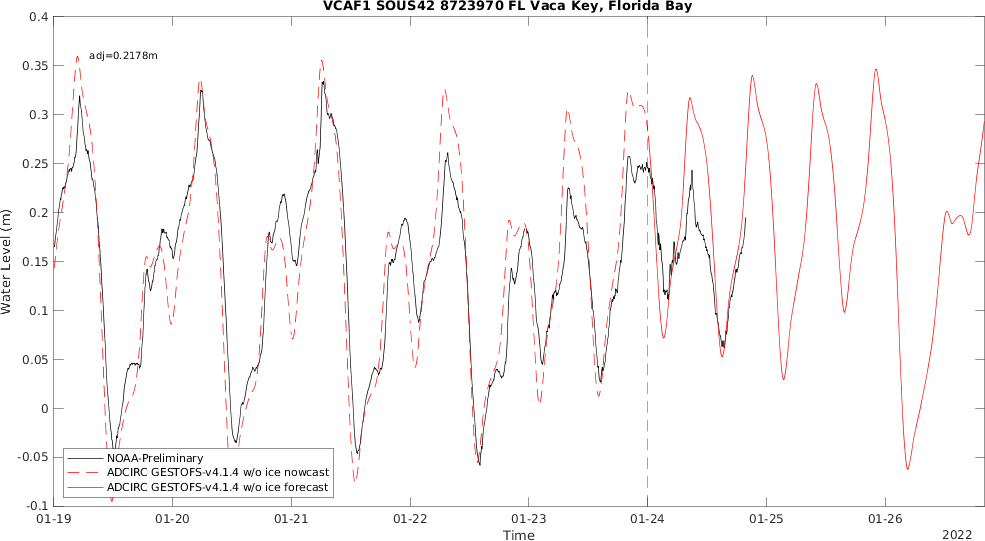 VCAF1 SOUS42 8723970 FL Vaca Key, Florida Bay
adj=0.2178m
0.4
0.35
0.3
0.25
0.2
0.15
0.1
0.05
0
-0.05
-0.1
Water Level (m)
NOAA-Preliminary
ADCIRC GESTOFS-v4.1.4 w/o ice nowcast
ADCIRC GESTOFS-v4.1.4 w/o ice forecast
01-19 01-20 01-21 01-22 01-23 01-24 01-25 01-26
Time
2022